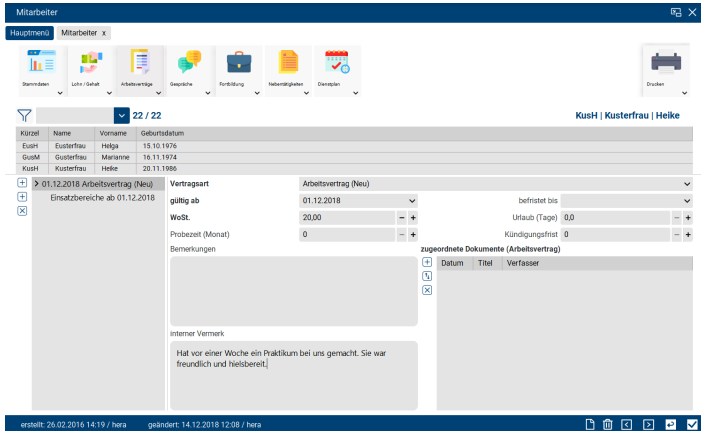 Mitarbeiter
Hauptmenü Mitarbeiter x
Stammdaten Lohn / Gehalt Arbeitsverträge Gespräche Fortbildung Nebentätigkeiten Dienstplan Drucken
22 / 22 KusH | Kusterfrau | Heike
Kürzel Name Vorname Geburtsdatum
EusH Eusterfrau Helga 15.10.1976
GusM Gusterfrau Marianne 16.11.1974
KusH Kusterfrau Heike 20.11.1986
01.12.2018 Arbeitsvertrag (Neu) Vertragsart Arbeitsvertrag (Neu)
Einsatzbereiche ab 01.12.2018 gültig ab 01.12.2018 befristet bis
WoSt. 20,00 - + Urlaub (Tage) 0,0 - +
Probezeit (Monat) 0 - + Kündigungsfrist 0 - +
Bemerkungen zugeordnete Dokumente (Arbeitsvertrag)
Datum Titel Verfasser
interner Vermerk
Hat vor einer Woche ein Praktikum bei uns gemacht. Sie war
freundlich und hielsbereit.
erstellt: 26.02.2016 14:19 / hera geändert: 14.12.2018 12:08 / hera